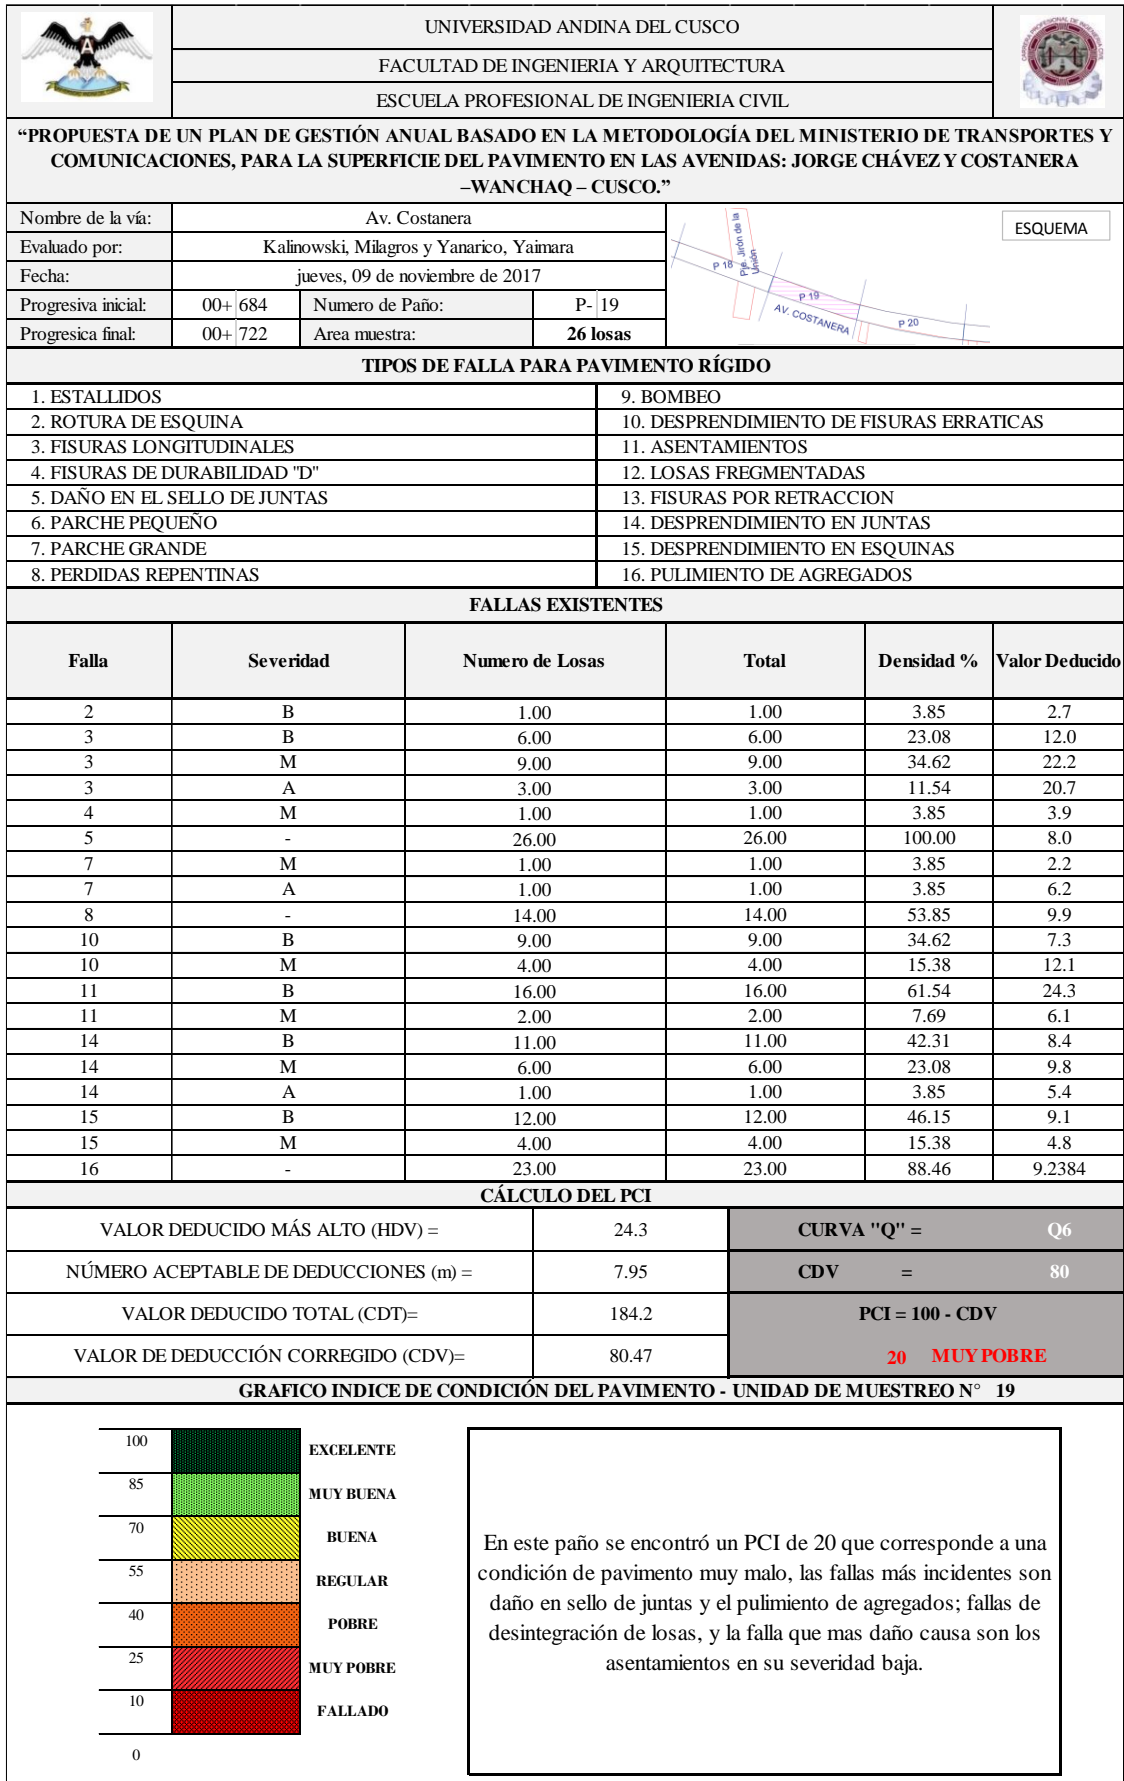 UNIVERSIDAD ANDINA DEL CUSCO
FACULTAD DE INGENIERIA Y ARQUITECTURA
ESCUELA PROFESIONAL DE INGENIERIA CIVIL
“PROPUESTA DE UN PLAN DE GESTIÓN ANUAL BASADO EN LA METODOLOGÍA DEL MINISTERIO DE TRANSPORTES Y
COMUNICACIONES, PARA LA SUPERFICIE DEL PAVIMENTO EN LAS AVENIDAS: JORGE CHÁVEZ Y COSTANERA
–WANCHAQ – CUSCO.”
Nombre de la vía: Av. Costanera
Evaluado por: Kalinowski, Milagros y Yanarico, Yaimara
Fecha: jueves, 09 de noviembre de 2017
Progresiva inicial: 00+ 684 Numero de Paño: P- 19
Progresica final: 00+ 722 Area muestra: 26 losas
ESQUEMA
Pje. Jirón de la
Unión
P 18
P 19
AV. COSTANERA
P 20
TIPOS DE FALLA PARA PAVIMENTO RÍGIDO
1. ESTALLIDOS 9. BOMBEO
2. ROTURA DE ESQUINA 10. DESPRENDIMIENTO DE FISURAS ERRATICAS
3. FISURAS LONGITUDINALES 11. ASENTAMIENTOS
4. FISURAS DE DURABILIDAD "D" 12. LOSAS FREGMENTADAS
5. DAÑO EN EL SELLO DE JUNTAS 13. FISURAS POR RETRACCION
6. PARCHE PEQUEÑO 14. DESPRENDIMIENTO EN JUNTAS
7. PARCHE GRANDE 15. DESPRENDIMIENTO EN ESQUINAS
8. PERDIDAS REPENTINAS 16. PULIMIENTO DE AGREGADOS
FALLAS EXISTENTES
Falla Severidad Numero de Losas Total Densidad % Valor Deducido
2 B 1.00 1.00 3.85 2.7
3 B 6.00 6.00 23.08 12.0
3 M 9.00 9.00 34.62 22.2
3 A 3.00 3.00 11.54 20.7
4 M 1.00 1.00 3.85 3.9
5 - 26.00 26.00 100.00 8.0
7 M 1.00 1.00 3.85 2.2
7 A 1.00 1.00 3.85 6.2
8 - 14.00 14.00 53.85 9.9
10 B 9.00 9.00 34.62 7.3
10 M 4.00 4.00 15.38 12.1
11 B 16.00 16.00 61.54 24.3
11 M 2.00 2.00 7.69 6.1
14 B 11.00 11.00 42.31 8.4
14 M 6.00 6.00 23.08 9.8
14 A 1.00 1.00 3.85 5.4
15 B 12.00 12.00 46.15 9.1
15 M 4.00 4.00 15.38 4.8
16 - 23.00 23.00 88.46 9.2384
CÁLCULO DEL PCI
VALOR DEDUCIDO MÁS ALTO (HDV) = 24.3 CURVA "Q" = Q6
NÚMERO ACEPTABLE DE DEDUCCIONES (m) = 7.95 CDV = 80
VALOR DEDUCIDO TOTAL (CDT)= 184.2 PCI = 100 - CDV
VALOR DE DEDUCCIÓN CORREGIDO (CDV)= 80.47 20 MUY POBRE
GRAFICO INDICE DE CONDICIÓN DEL PAVIMENTO - UNIDAD DE MUESTREO N° 19
100 EXCELENTE
85 MUY BUENA
70 BUENA
55 REGULAR
40 POBRE
25 MUY POBRE
10 FALLADO
0
En este paño se encontró un PCI de 20 que corresponde a una
condición de pavimento muy malo, las fallas más incidentes son
daño en sello de juntas y el pulimiento de agregados; fallas de
desintegración de losas, y la falla que mas daño causa son los
asentamientos en su severidad baja.